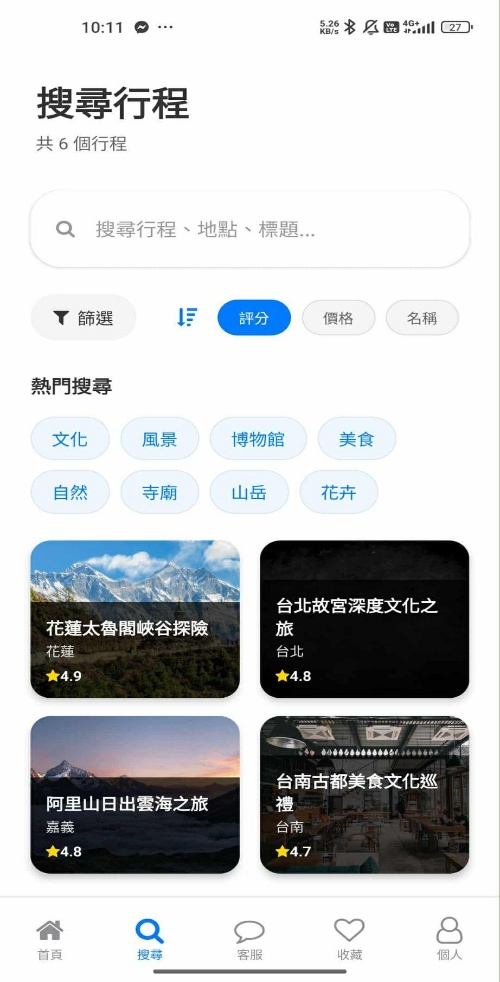 10:11 ... 5.26 KB/s Vo LTE 4G+ 27
搜尋行程
共 6 個行程
搜尋行程、地點、標題...
篩選 評分 價格 名稱
熱門搜尋
文化 風景 博物館 美食
自然 寺廟 山岳 花卉
花蓮太魯閣峽谷探險
花蓮
4.9
台北故宮深度文化之
旅
台北
4.8
阿里山日出雲海之旅
嘉義
4.8
台南古都美食文化巡
禮
台南
4.7
首頁 搜尋 客服 收藏 個人